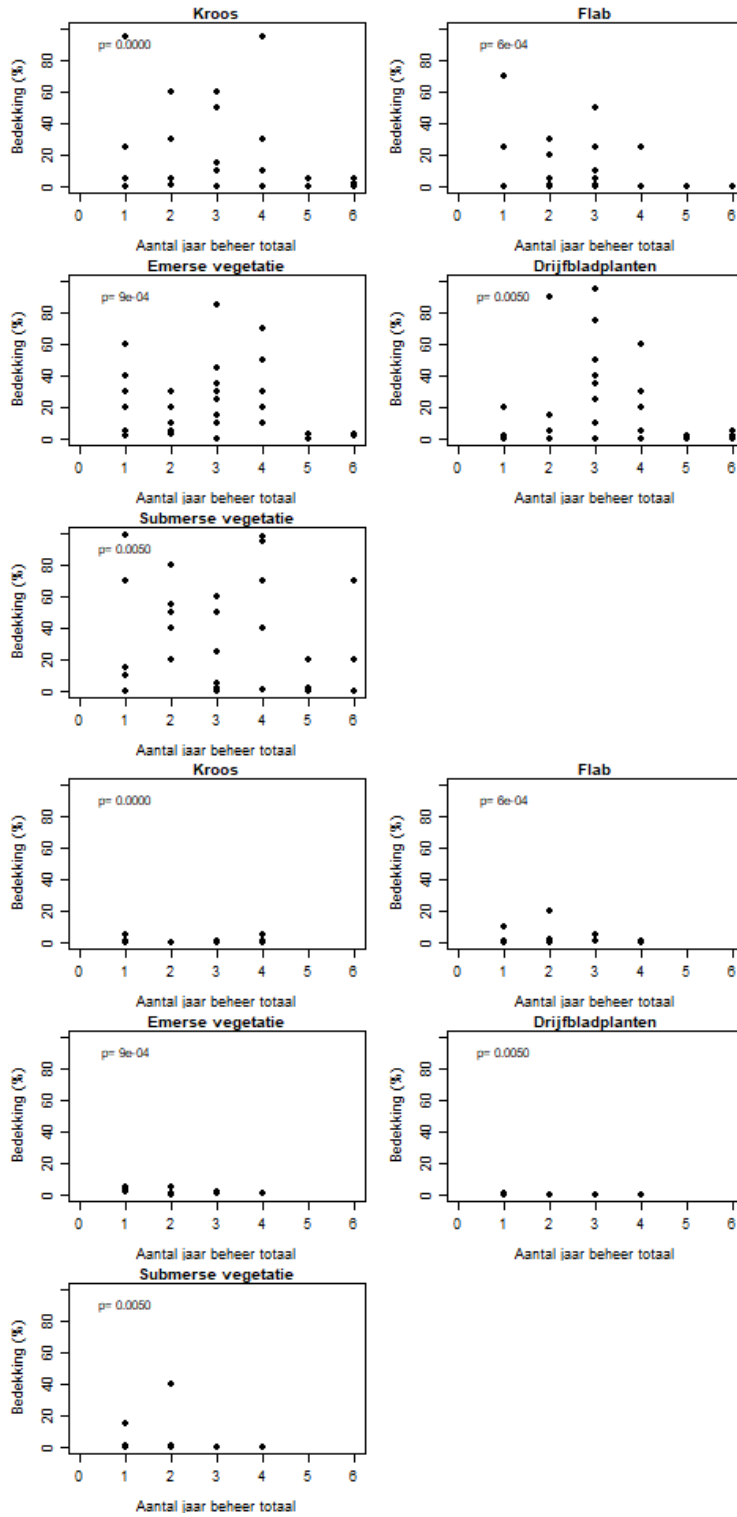 Kroos
p= 0.0000
Bedekking (%)
0 20 40 60 80
0 1 2 3 4 5 6
Aantal jaar beheer totaal
Flab
p= 6e-04
Bedekking (%)
0 20 40 60 80
0 1 2 3 4 5 6
Aantal jaar beheer totaal
Emerse vegetatie
p= 9e-04
Bedekking (%)
0 20 40 60 80
0 1 2 3 4 5 6
Aantal jaar beheer totaal
Drijfbladplanten
p= 0.0050
Bedekking (%)
0 20 40 60 80
0 1 2 3 4 5 6
Aantal jaar beheer totaal
Submerse vegetatie
p= 0.0050
Bedekking (%)
0 20 40 60 80
0 1 2 3 4 5 6
Aantal jaar beheer totaal
Kroos
p= 0.0000
Bedekking (%)
0 20 40 60 80
0 1 2 3 4 5 6
Aantal jaar beheer totaal
Flab
p= 6e-04
Bedekking (%)
0 20 40 60 80
0 1 2 3 4 5 6
Aantal jaar beheer totaal
Emerse vegetatie
p= 9e-04
Bedekking (%)
0 20 40 60 80
0 1 2 3 4 5 6
Aantal jaar beheer totaal
Drijfbladplanten
p= 0.0050
Bedekking (%)
0 20 40 60 80
0 1 2 3 4 5 6
Aantal jaar beheer totaal
Submerse vegetatie
p= 0.0050
Bedekking (%)
0 20 40 60 80
0 1 2 3 4 5 6
Aantal jaar beheer totaal